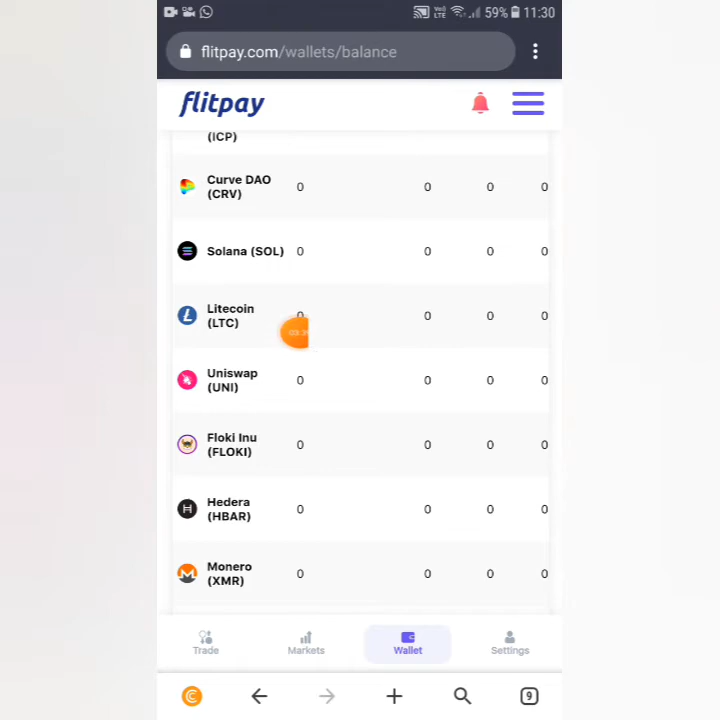 59% 11:30
flitpay.com/wallets/balance
flitpay
(ICP)
Curve DAO
(CRV) 0 0 0 0
Solana (SOL) 0 0 0 0
Litecoin
(LTC) 0 0 0 0
Uniswap
(UNI) 0 0 0 0
Floki Inu
(FLOKI) 0 0 0 0
Hedera
(HBAR) 0 0 0 0
Monero
(XMR) 0 0 0 0
Trade Markets Wallet Settings
9